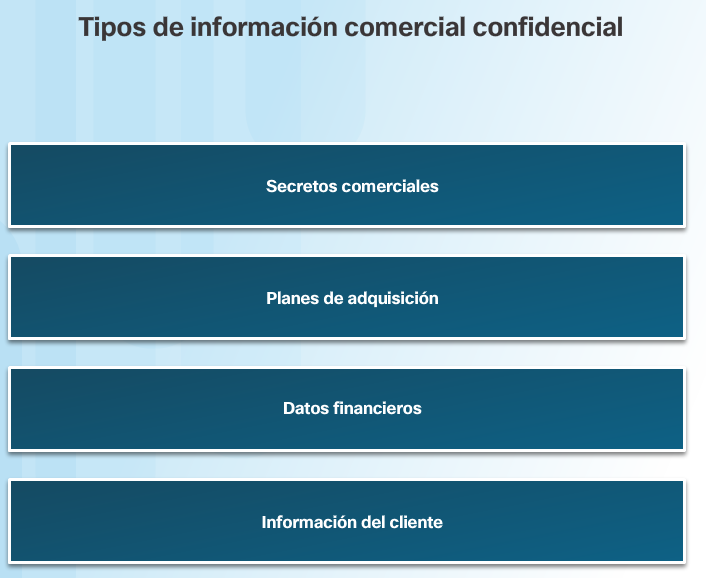 Tipos de información comercial confidencial
Secretos comerciales
Planes de adquisición
Datos financieros
Información del cliente